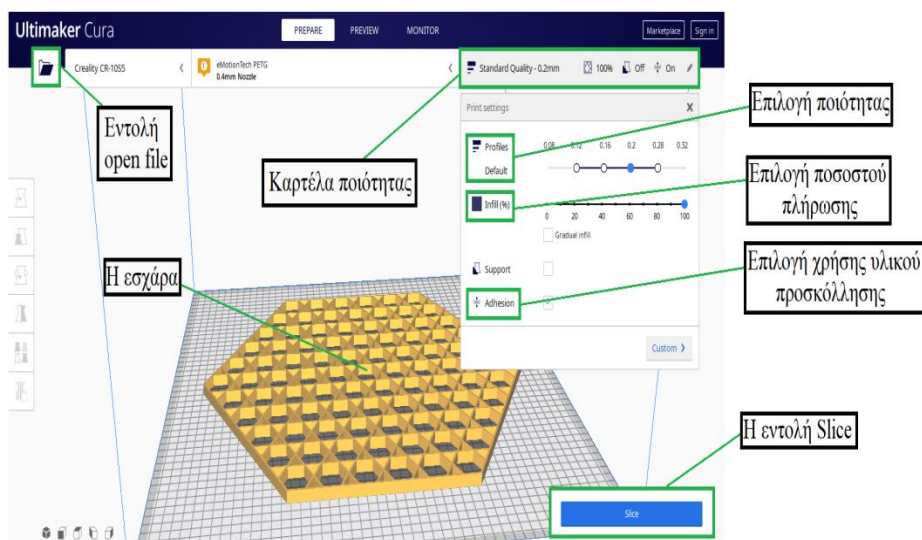 Ultimaker Cura
PREPARE PREVIEW MONITOR
Marketplace Sign in
Creality CR-10S5
eMotionTech PETG
0.4mm Nozzle
Standard Quality - 0.2mm 100% Off On
Print settings
Profiles 0.08 0.12 0.16 0.2 0.28 0.32
Default
Infill (%)
0 20 40 60 80 100
Gradual infill
Support
Adhesion
Custom
Slice
Εντολή
open file
Καρτέλα ποιότητας
Η εσχάρα
Επιλογή ποιότητας
Επιλογή ποσοστού
πλήρωσης
Επιλογή χρήσης υλικού
προσκόλλησης
Η εντολή Slice